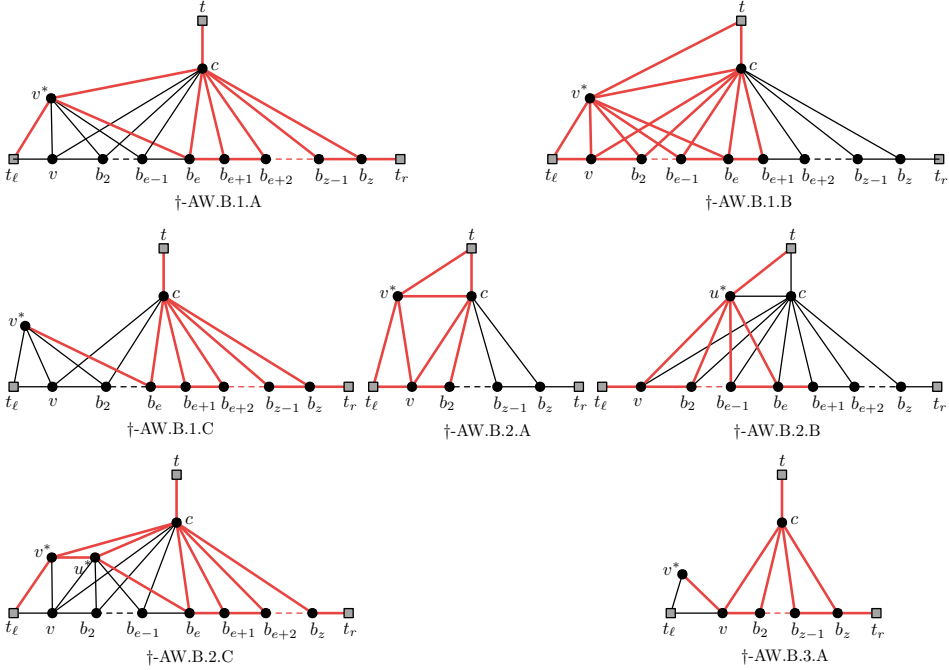 t t
c c
v* v*
t_ℓ v b_2 b_{e−1} b_e b_{e+1} b_{e+2} b_{z−1} b_z t_r t_ℓ v b_2 b_{e−1} b_e b_{e+1} b_{e+2} b_{z−1} b_z t_r
†-AW.B.1.A †-AW.B.1.B
t t t
c v* c u* c
v*
t_ℓ v b_2 b_e b_{e+1} b_{e+2} b_{z−1} b_z t_r t_ℓ v b_2 b_{z−1} b_z t_r t_ℓ v b_2 b_{e−1} b_e b_{e+1} b_{e+2} b_z t_r
†-AW.B.1.C †-AW.B.2.A †-AW.B.2.B
t t
c c
v* u* v*
t_ℓ v b_2 b_{e−1} b_e b_{e+1} b_{e+2} b_z t_r t_ℓ v b_2 b_{z−1} b_z t_r
†-AW.B.2.C †-AW.B.3.A